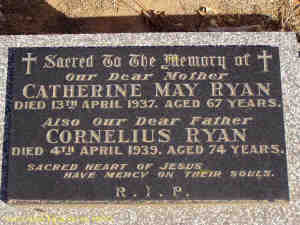 Sacred To The Memory of
Our Dear Mother
CATHERINE MAY RYAN
DIED 13TH APRIL 1937. AGED 67 YEARS.
Also Our Dear Father
CORNELIUS RYAN
DIED 4TH APRIL 1939. AGED 74 YEARS.
SACRED HEART OF JESUS
HAVE MERCY ON THEIR SOULS.
R.I.P.